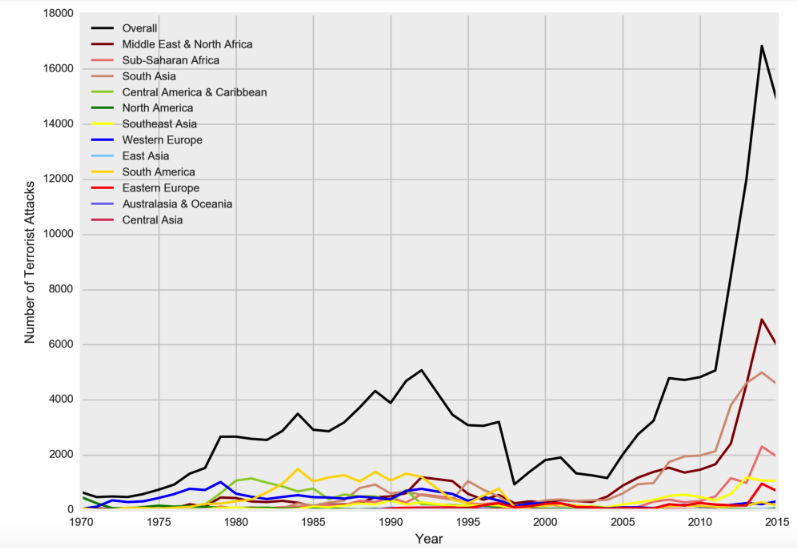 18000
16000
14000
12000
10000
8000
6000
4000
2000
0
Number of Terrorist Attacks
Overall
Middle East & North Africa
Sub-Saharan Africa
South Asia
Central America & Caribbean
North America
Southeast Asia
Western Europe
East Asia
South America
Eastern Europe
Australasia & Oceania
Central Asia
1970 1975 1980 1985 1990 1995 2000 2005 2010 2015
Year